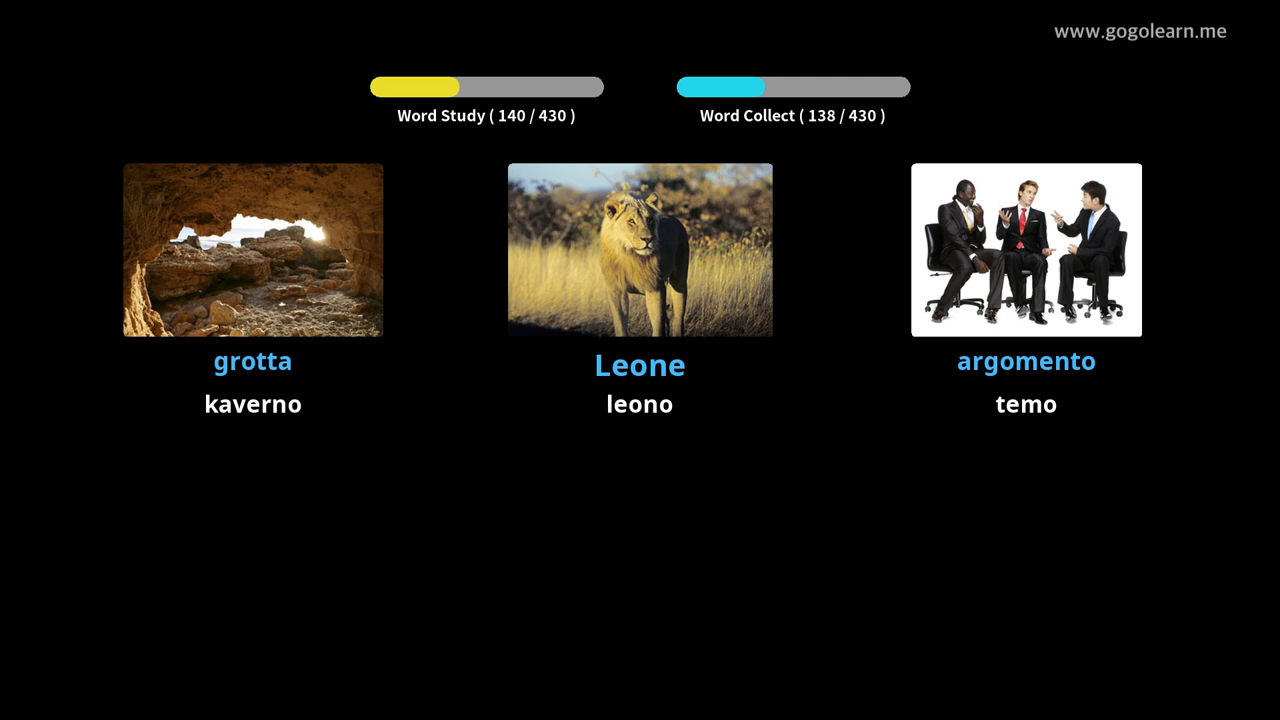 www.gogolearn.me
Word Study ( 140 / 430 )
Word Collect ( 138 / 430 )
grotta
Leone
argomento
kaverno
leono
temo